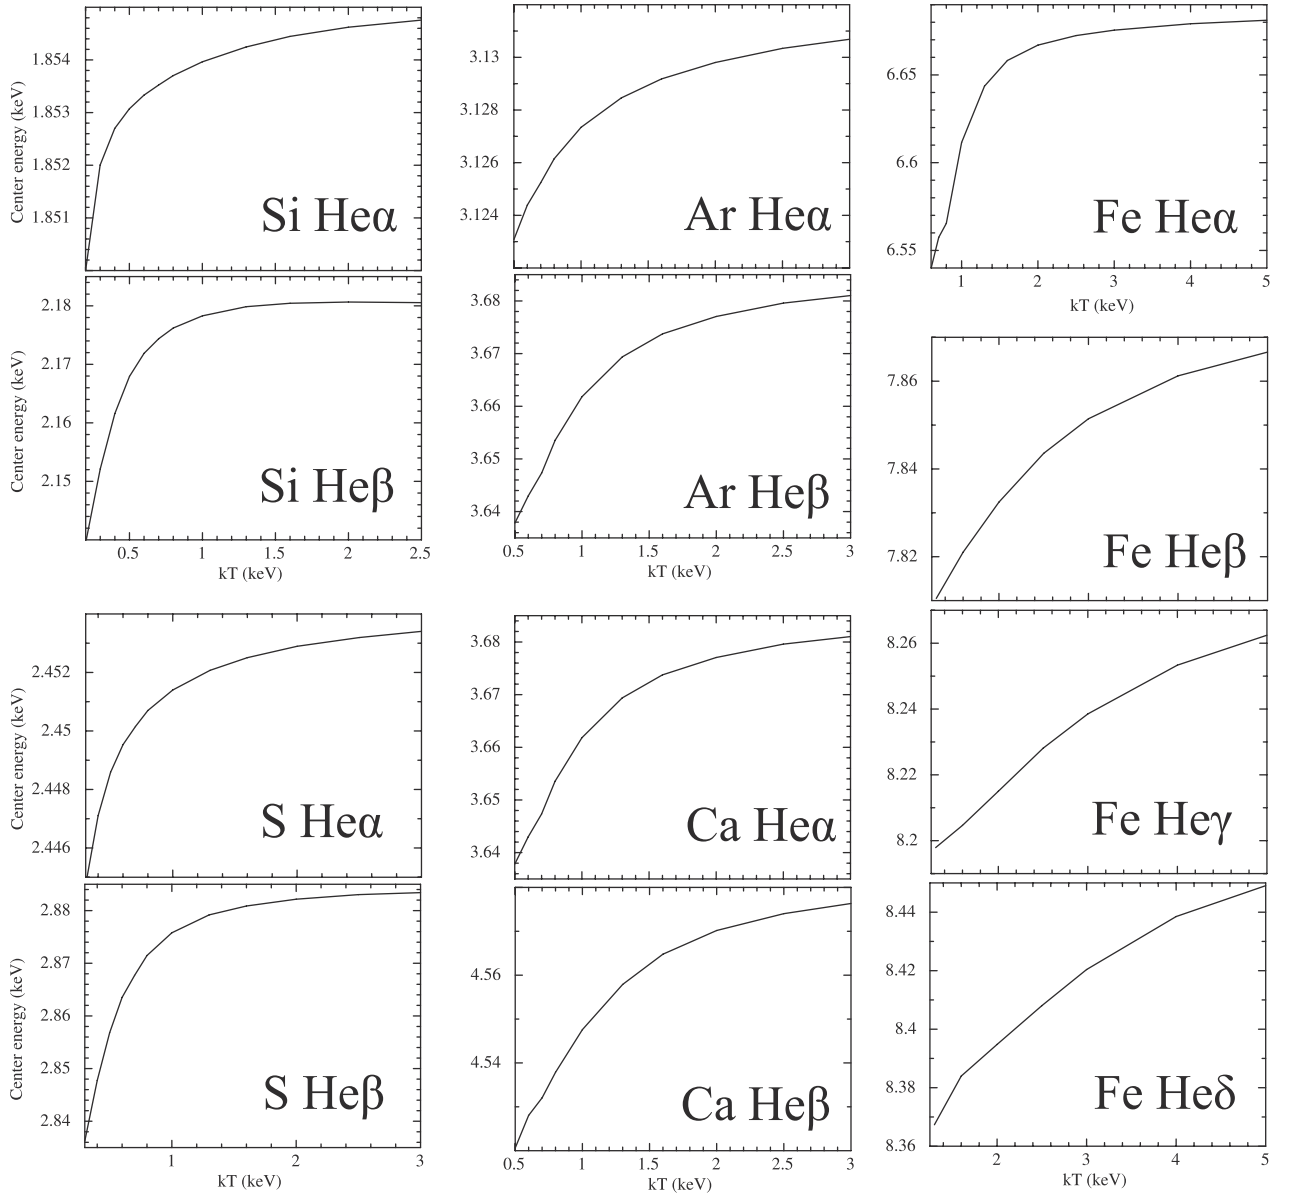 Center energy (keV)
1.854
1.853
1.852
1.851
Si Heα
Center energy (keV)
2.18
2.17
2.16
2.15
Si Heβ
0.5 1 1.5 2 2.5
kT (keV)
Center energy (keV)
2.452
2.45
2.448
2.446
S Heα
Center energy (keV)
2.88
2.87
2.86
2.85
2.84
S Heβ
1 2 3
kT (keV)
3.13
3.128
3.126
3.124
Ar Heα
3.68
3.67
3.66
3.65
3.64
Ar Heβ
0.5 1 1.5 2 2.5 3
kT (keV)
3.68
3.67
3.66
3.65
3.64
Ca Heα
4.56
4.54
Ca Heβ
0.5 1 1.5 2 2.5 3
kT (keV)
6.65
6.6
6.55
Fe Heα
1 2 3 4 5
kT (keV)
7.86
7.84
7.82
Fe Heβ
8.26
8.24
8.22
8.2
Fe Heγ
8.44
8.42
8.4
8.38
8.36
Fe Heδ
2 3 4 5
kT (keV)